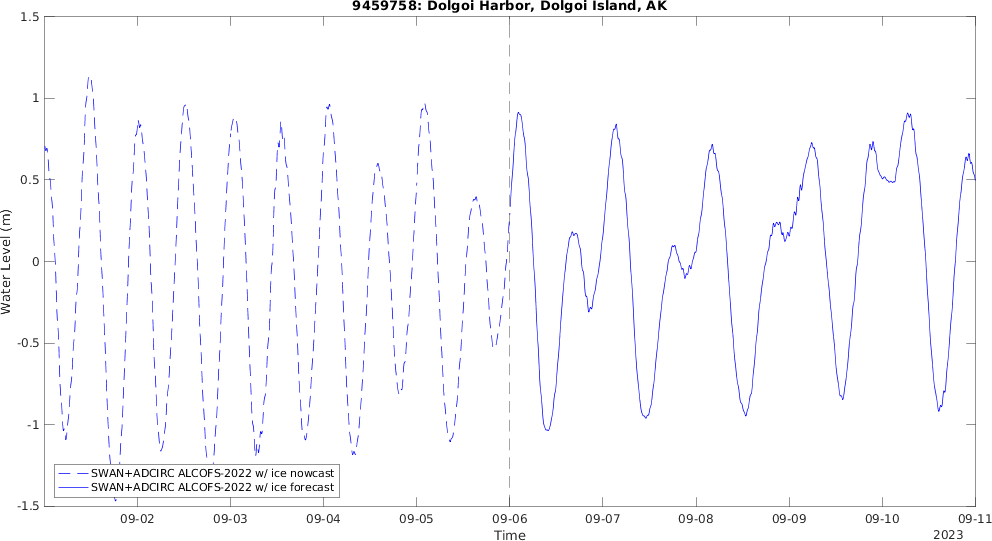 9459758: Dolgoi Harbor, Dolgoi Island, AK
1.5
1
0.5
0
-0.5
-1
-1.5
Water Level (m)
SWAN+ADCIRC ALCOFS-2022 w/ ice nowcast
SWAN+ADCIRC ALCOFS-2022 w/ ice forecast
09-02 09-03 09-04 09-05 09-06 09-07 09-08 09-09 09-10 09-11
Time
2023